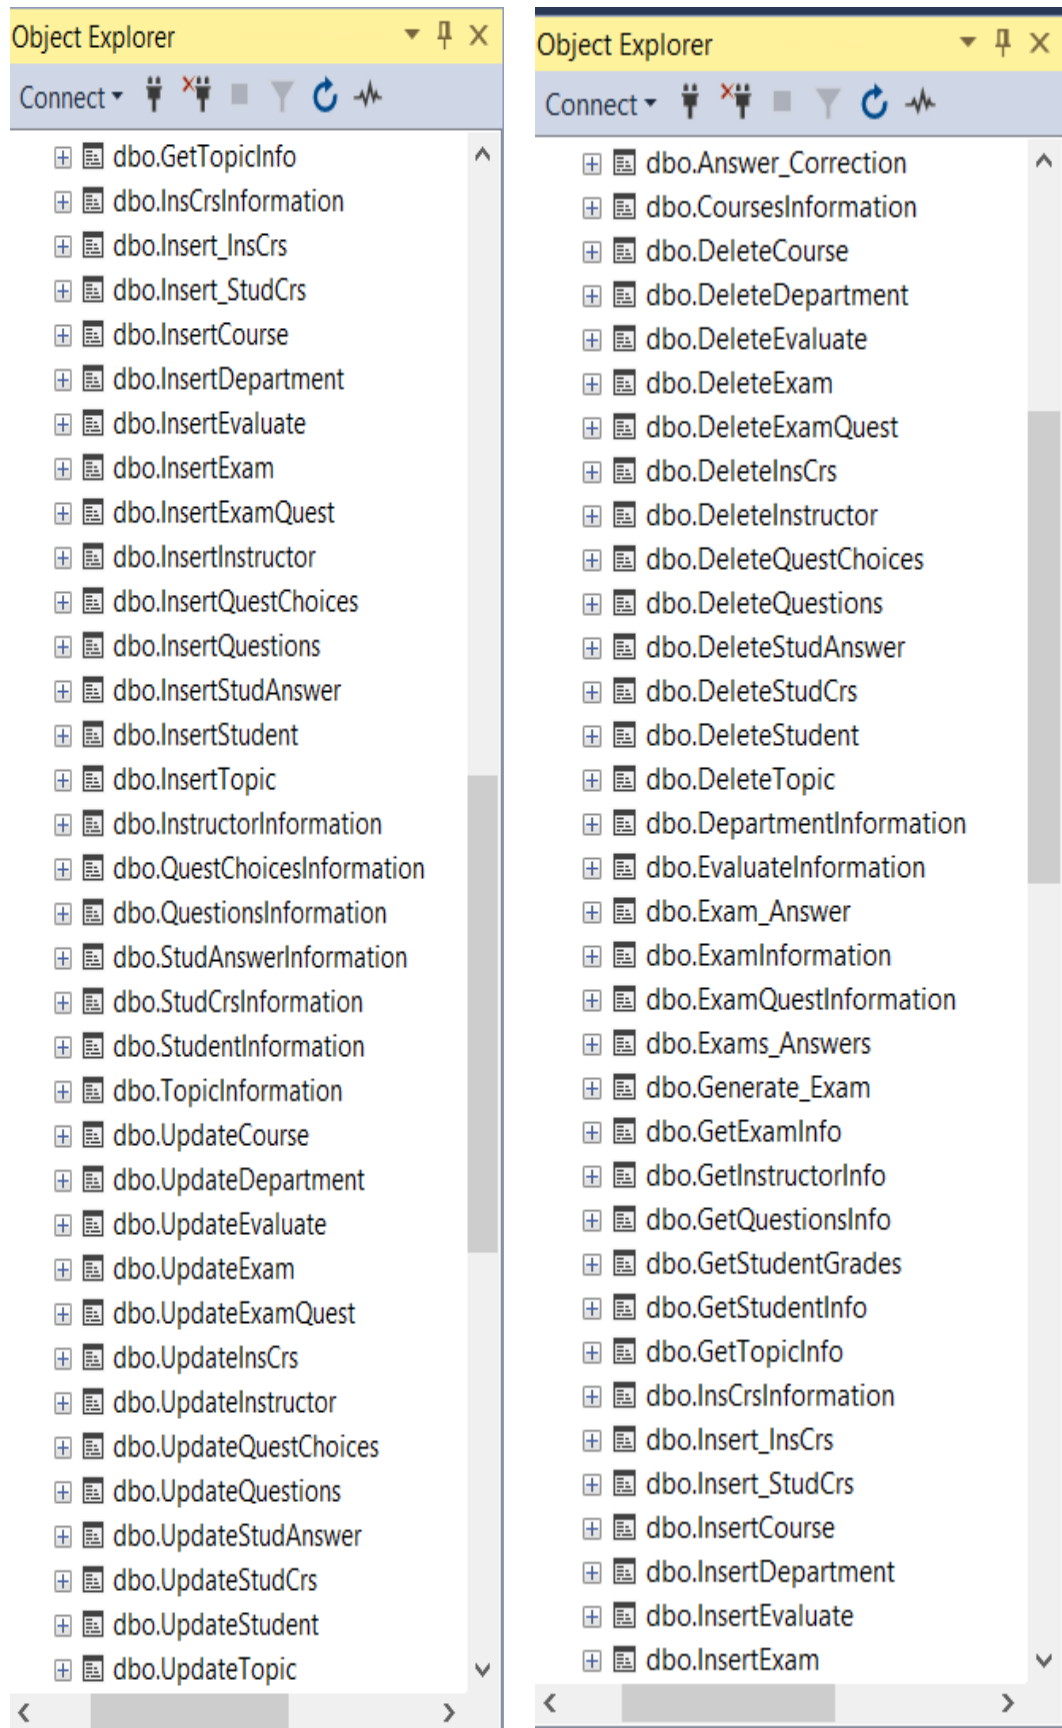 Object Explorer
Connect
dbo.GetTopicInfo
dbo.InsCrsInformation
dbo.Insert_InsCrs
dbo.Insert_StudCrs
dbo.InsertCourse
dbo.InsertDepartment
dbo.InsertEvaluate
dbo.InsertExam
dbo.InsertExamQuest
dbo.InsertInstructor
dbo.InsertQuestChoices
dbo.InsertQuestions
dbo.InsertStudAnswer
dbo.InsertStudent
dbo.InsertTopic
dbo.InstructorInformation
dbo.QuestChoicesInformation
dbo.QuestionsInformation
dbo.StudAnswerInformation
dbo.StudCrsInformation
dbo.StudentInformation
dbo.TopicInformation
dbo.UpdateCourse
dbo.UpdateDepartment
dbo.UpdateEvaluate
dbo.UpdateExam
dbo.UpdateExamQuest
dbo.UpdateInsCrs
dbo.UpdateInstructor
dbo.UpdateQuestChoices
dbo.UpdateQuestions
dbo.UpdateStudAnswer
dbo.UpdateStudCrs
dbo.UpdateStudent
dbo.UpdateTopic
Object Explorer
Connect
dbo.Answer_Correction
dbo.CoursesInformation
dbo.DeleteCourse
dbo.DeleteDepartment
dbo.DeleteEvaluate
dbo.DeleteExam
dbo.DeleteExamQuest
dbo.DeleteInsCrs
dbo.DeleteInstructor
dbo.DeleteQuestChoices
dbo.DeleteQuestions
dbo.DeleteStudAnswer
dbo.DeleteStudCrs
dbo.DeleteStudent
dbo.DeleteTopic
dbo.DepartmentInformation
dbo.EvaluateInformation
dbo.Exam_Answer
dbo.ExamInformation
dbo.ExamQuestInformation
dbo.Exams_Answers
dbo.Generate_Exam
dbo.GetExamInfo
dbo.GetInstructorInfo
dbo.GetQuestionsInfo
dbo.GetStudentGrades
dbo.GetStudentInfo
dbo.GetTopicInfo
dbo.InsCrsInformation
dbo.Insert_InsCrs
dbo.Insert_StudCrs
dbo.InsertCourse
dbo.InsertDepartment
dbo.InsertEvaluate
dbo.InsertExam